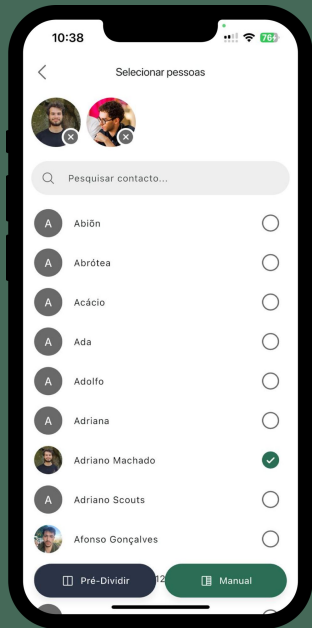 10:38
76
Selecionar pessoas
Pesquisar contacto...
A Abiõn
A Abrótea
A Acácio
A Ada
A Adolfo
A Adriana
Adriano Machado
A Adriano Scouts
Afonso Gonçalves
Pré-Dividir 12 Manual